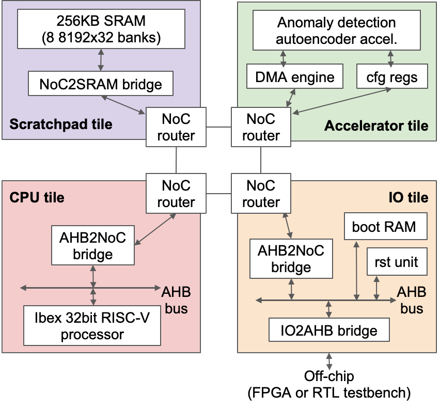 256KB SRAM
(8 8192x32 banks)
NoC2SRAM bridge
Scratchpad tile
NoC
router
Anomaly detection
autoencoder accel.
DMA engine
cfg regs
NoC
router
Accelerator tile
CPU tile
NoC
router
AHB2NoC
bridge
AHB
bus
Ibex 32bit RISC-V
processor
NoC
router
IO tile
boot RAM
AHB2NoC
bridge
rst unit
AHB
bus
IO2AHB bridge
Off-chip
(FPGA or RTL testbench)